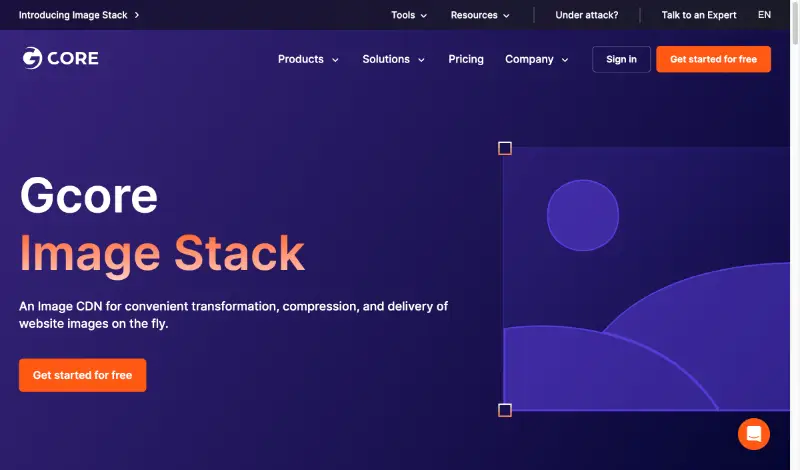 Introducing Image Stack
Tools
Resources
Under attack?
Talk to an Expert
EN
GCORE
Products
Solutions
Pricing
Company
Sign in
Get started for free
Gcore
Image Stack
An Image CDN for convenient transformation, compression, and delivery of
website images on the fly.
Get started for free